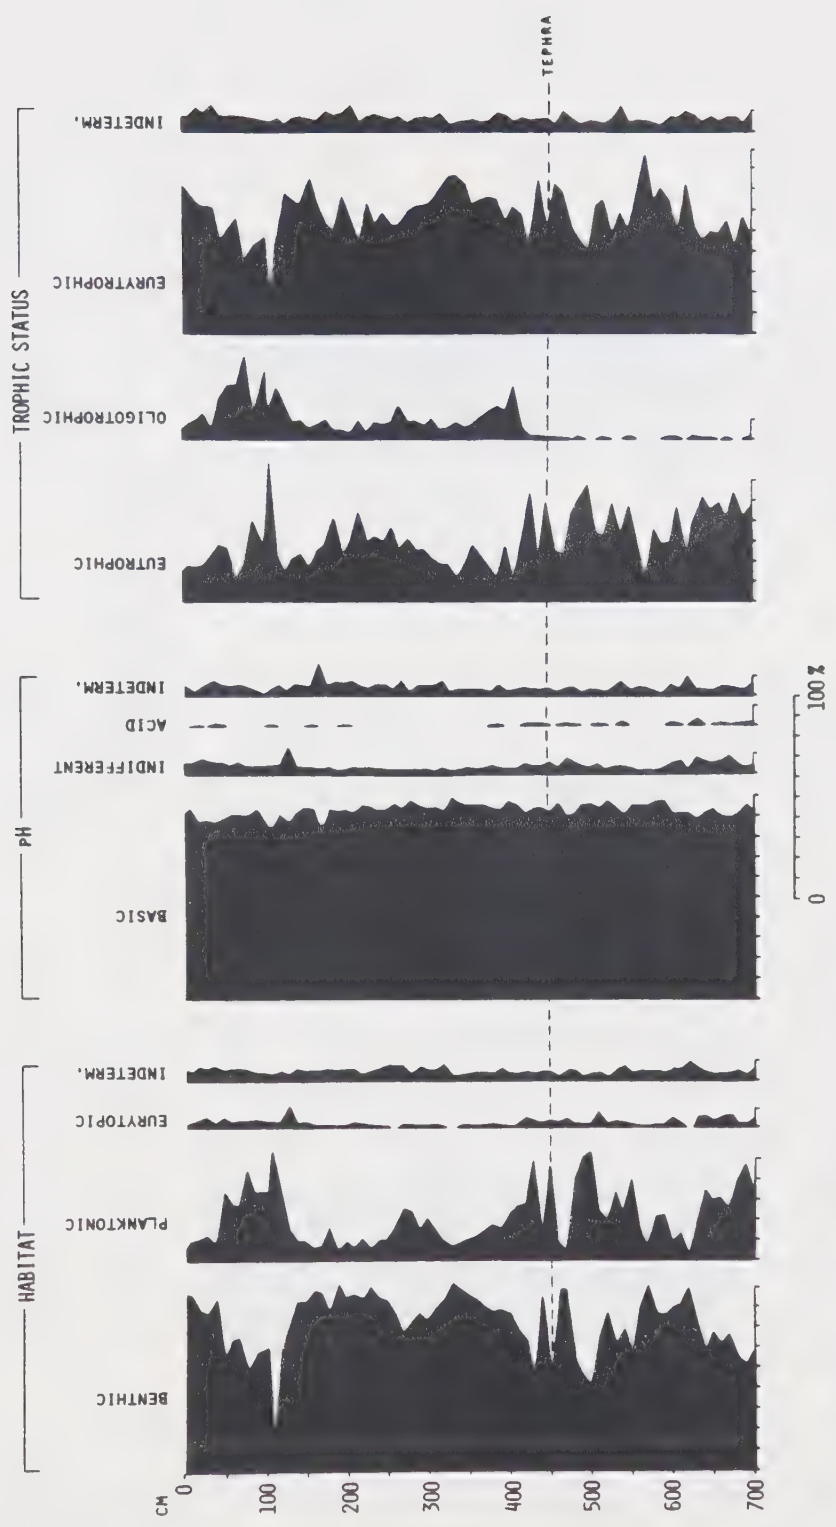 HABITAT
pH
TROPHIC STATUS
CM
BENTHIC
PLANKTONIC
EURYTOPIC
INDETERM.
BASIC
INDIFFERENT
ACID
INDETERM.
EUTROPHIC
OLIGOTROPHIC
EURYTROPHIC
INDETERM.
TEPHRA
0
100
200
300
400
500
600
700
0
100 %